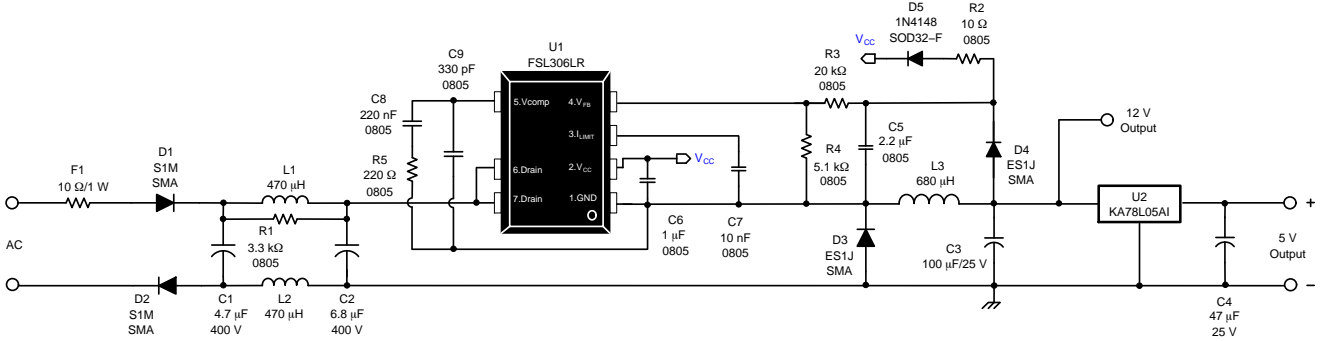 D5
1N4148
SOD32–F
R2
10 Ω
0805
VCC
U1
FSL306LR
C9
330 pF
0805
R3
20 kΩ
0805
C8
220 nF
0805
5.Vcomp
4.VFB
3.ILIMIT
6.Drain
2.VCC
7.Drain
1.GND
VCC
12 V
Output
C5
2.2 µF
0805
R4
5.1 kΩ
0805
D4
ES1J
SMA
L3
680 µH
R5
220 Ω
0805
F1
10 Ω/1 W
D1
S1M
SMA
L1
470 µH
U2
KA78L05AI
+
AC
R1
3.3 kΩ
0805
C6
1 µF
0805
C7
10 nF
0805
D3
ES1J
SMA
C3
100 µF/25 V
5 V
Output
–
D2
S1M
SMA
C1
4.7 µF
400 V
L2
470 µH
C2
6.8 µF
400 V
C4
47 µF
25 V